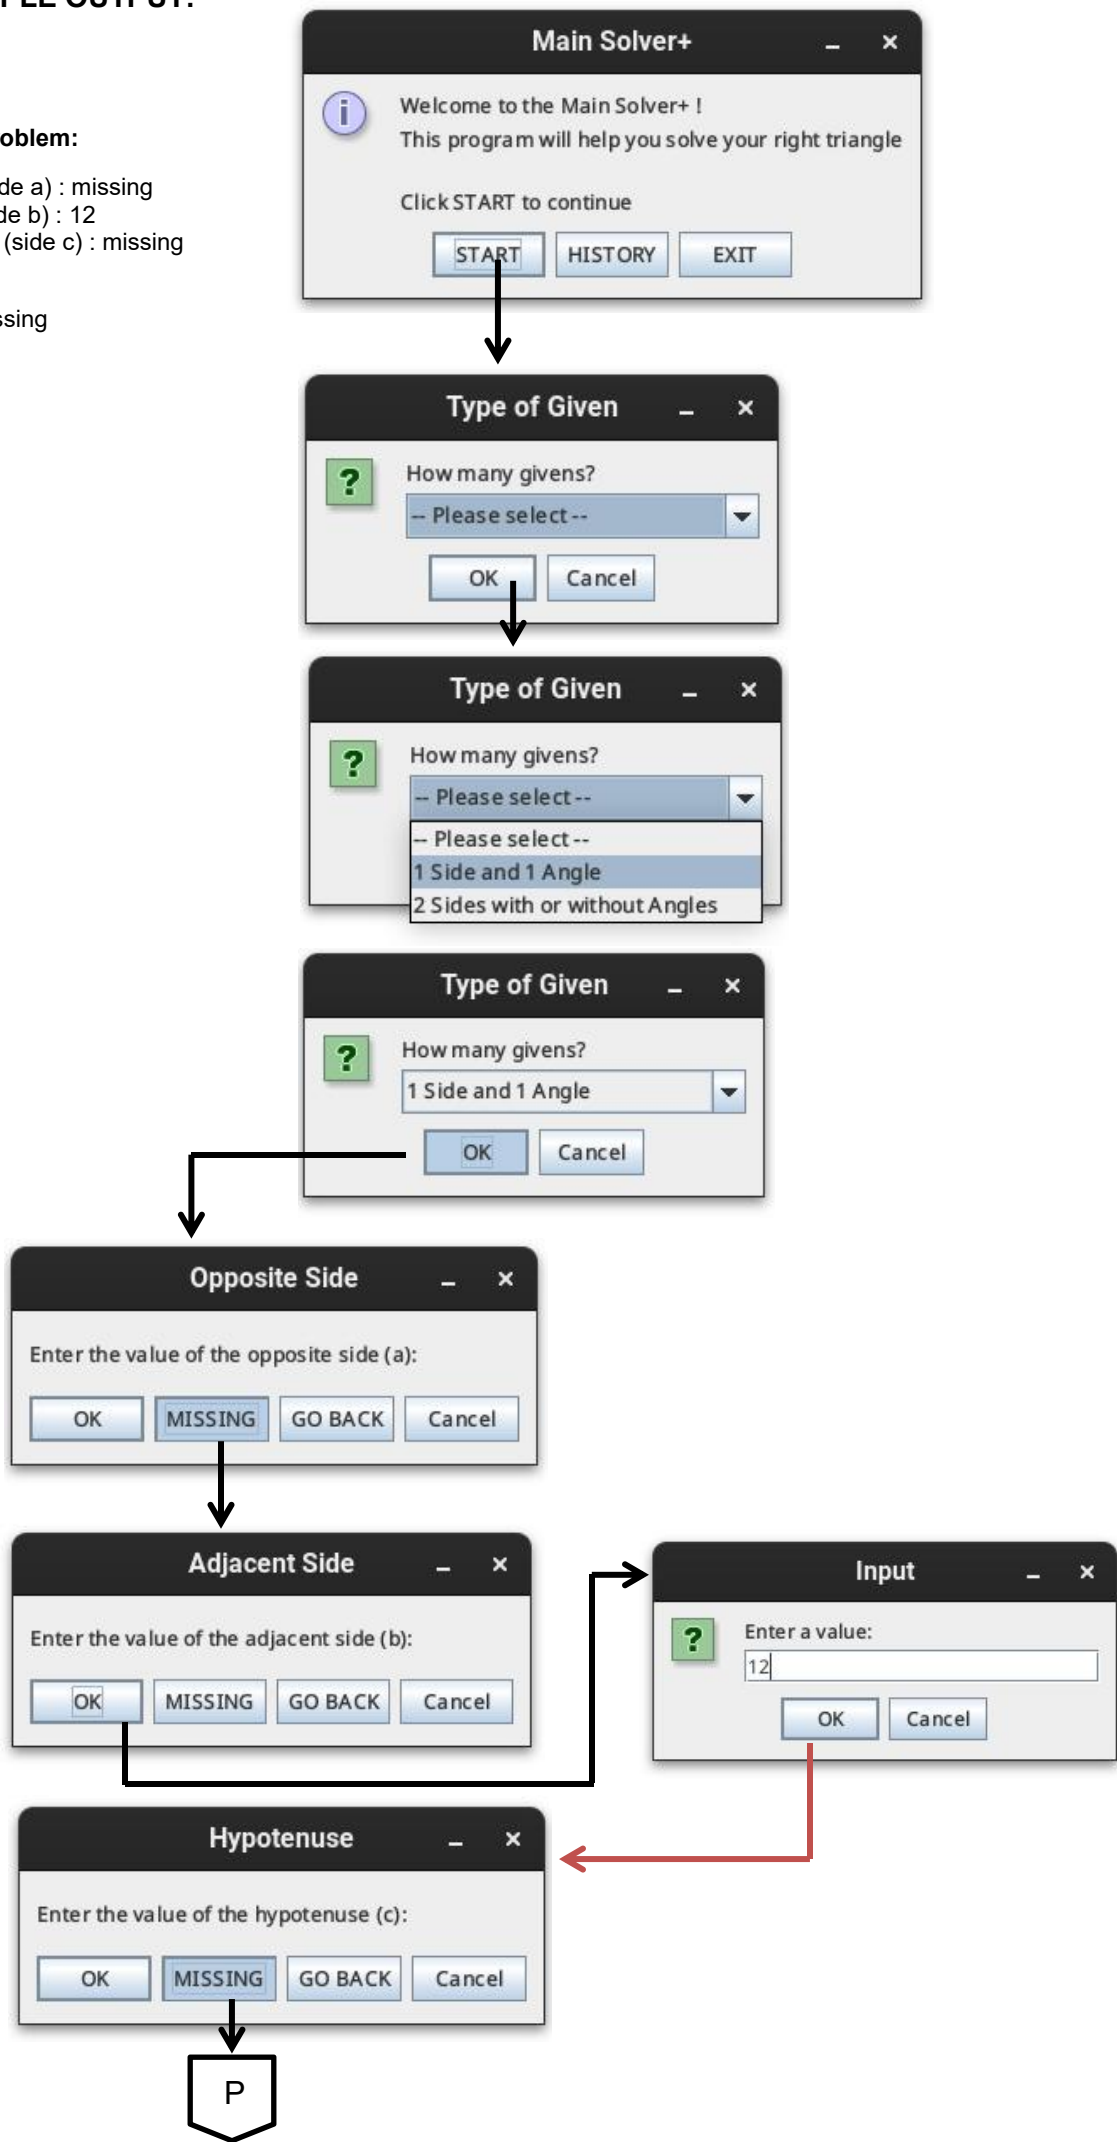 OUTPUT:
Main Solver+
Welcome to the Main Solver+ !
This program will help you solve your right triangle
Click START to continue
START HISTORY EXIT
oblem:
de a) : missing
de b) : 12
(side c) : missing
ssing
Type of Given
How many givens?
-- Please select --
OK Cancel
Type of Given
How many givens?
-- Please select --
-- Please select --
1 Side and 1 Angle
2 Sides with or without Angles
Type of Given
How many givens?
1 Side and 1 Angle
OK Cancel
Opposite Side
Enter the value of the opposite side (a):
OK MISSING GO BACK Cancel
Adjacent Side
Enter the value of the adjacent side (b):
OK MISSING GO BACK Cancel
Input
Enter a value:
12
OK Cancel
Hypotenuse
Enter the value of the hypotenuse (c):
OK MISSING GO BACK Cancel
P